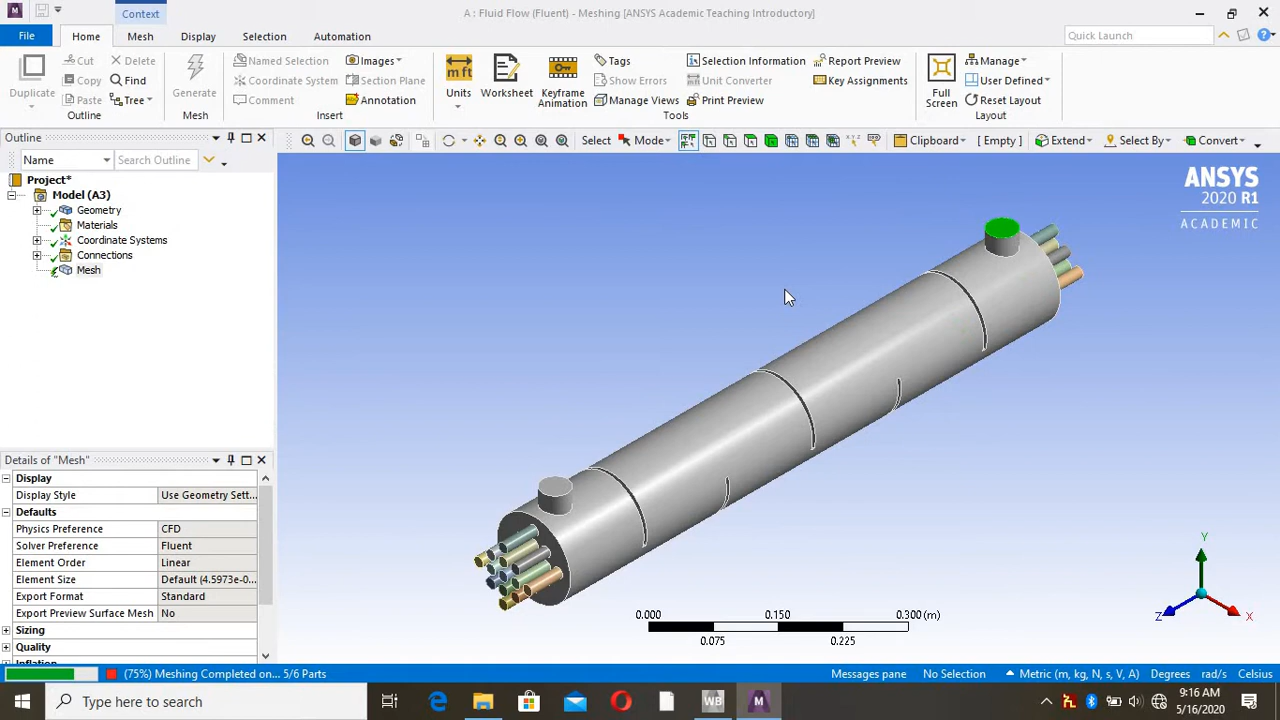 A : Fluid Flow (Fluent) - Meshing [ANSYS Academic Teaching Introductory]
Context
File
Home
Mesh
Display
Selection
Automation
Quick Launch
Duplicate
Cut
Copy
Paste
Delete
Find
Tree
Outline
Generate
Mesh
Named Selection
Coordinate System
Comment
Images
Section Plane
Annotation
Insert
m ft
Units
Worksheet
Keyframe
Animation
Tags
Show Errors
Manage Views
Selection Information
Unit Converter
Print Preview
Report Preview
Key Assignments
Tools
Full
Screen
Manage
User Defined
Reset Layout
Layout
Outline
Name
Search Outline
Select
Mode
Clipboard
[ Empty ]
Extend
Select By
Convert
Project*
Model (A3)
Geometry
Materials
Coordinate Systems
Connections
Mesh
ANSYS
2020 R1
ACADEMIC
Details of "Mesh"
Display
Display Style Use Geometry Sett...
Defaults
Physics Preference CFD
Solver Preference Fluent
Element Order Linear
Element Size Default (4.5973e-0...
Export Format Standard
Export Preview Surface Mesh No
Sizing
Quality
0.000 0.150 0.300 (m)
0.075 0.225
Y
Z
X
(75%) Meshing Completed on... 5/6 Parts
Messages pane
No Selection
Metric (m, kg, N, s, V, A)
Degrees
rad/s
Celsius
Type here to search
WB
M
9:16 AM
5/16/2020